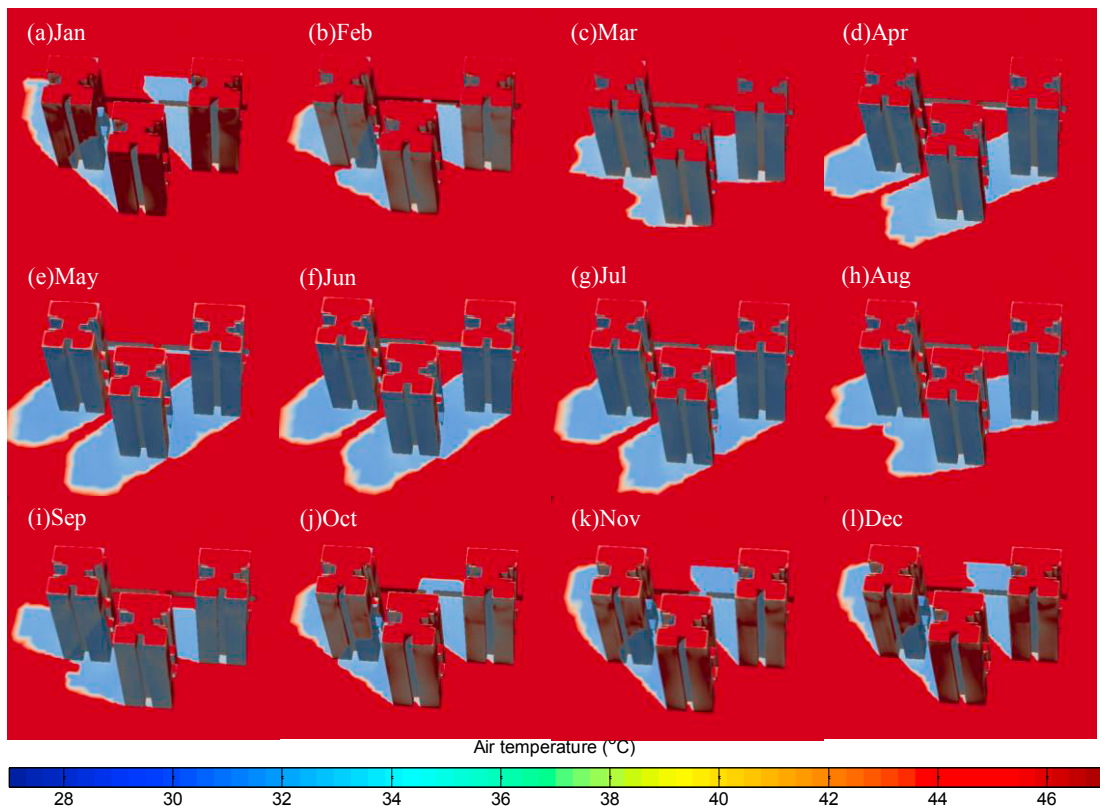 (a)Jan
(b)Feb
(c)Mar
(d)Apr
(e)May
(f)Jun
(g)Jul
(h)Aug
(i)Sep
(j)Oct
(k)Nov
(l)Dec
Air temperature (°C)
28 30 32 34 36 38 40 42 44 46